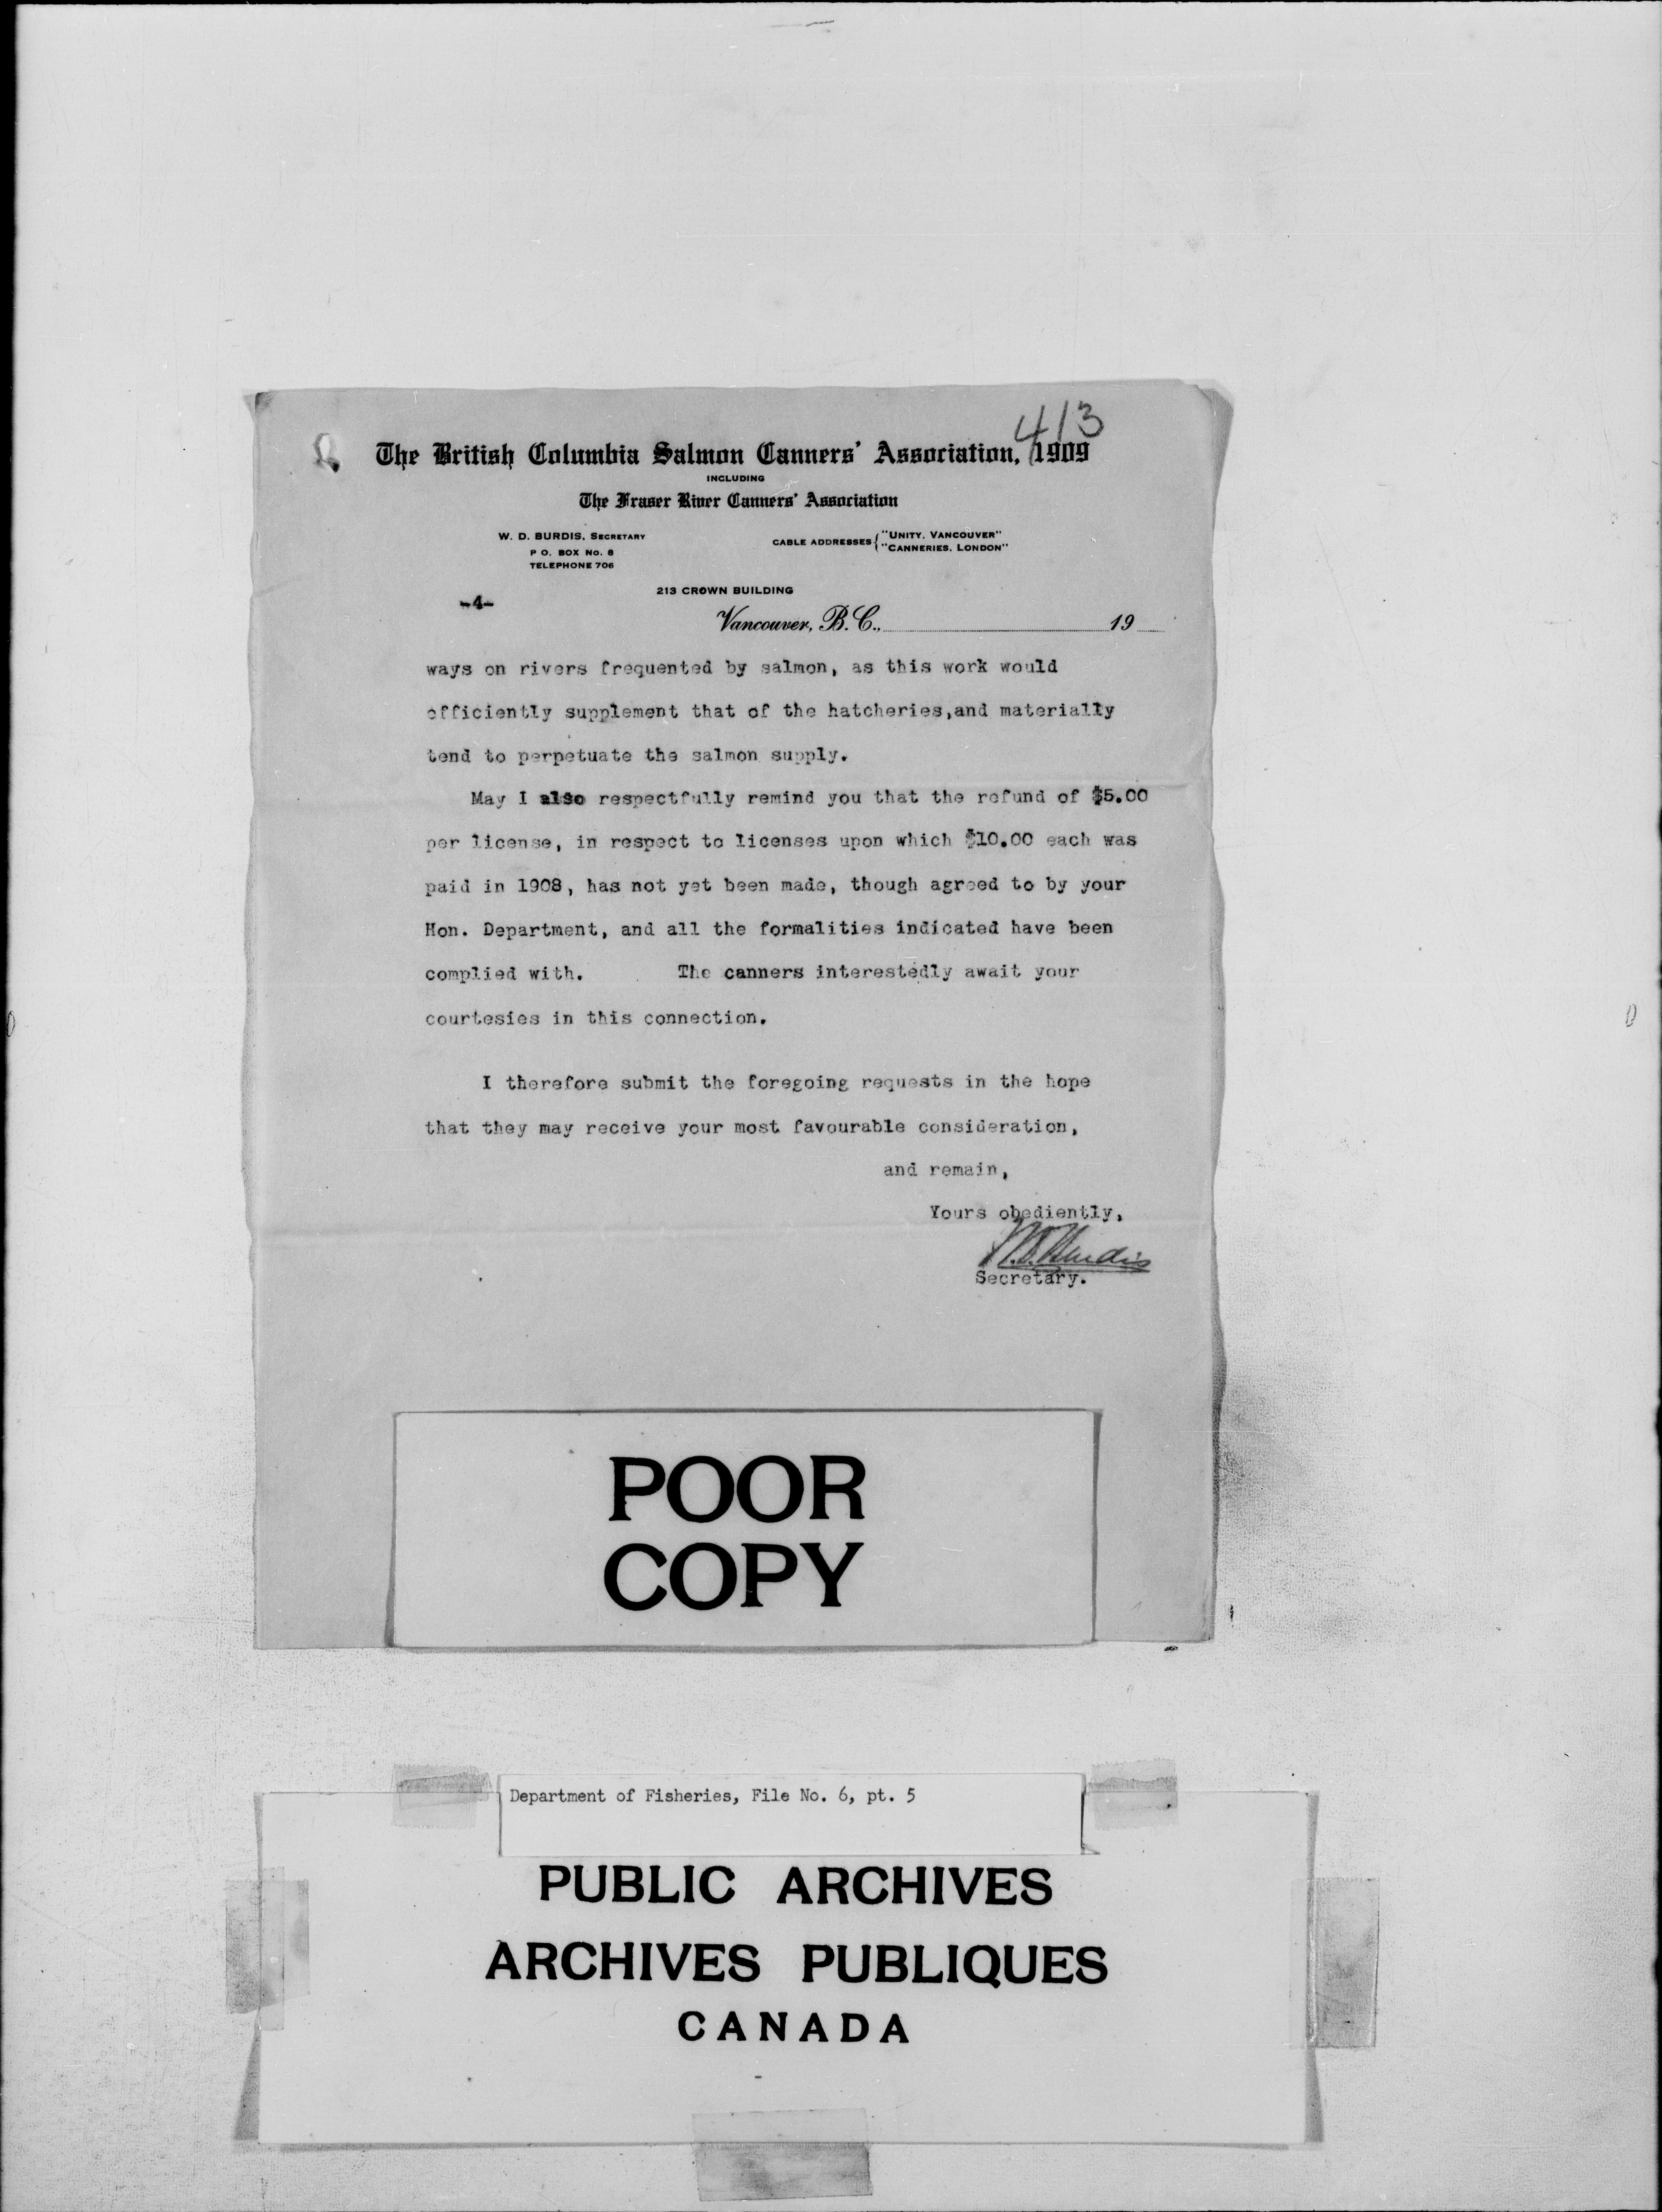 413
The British Columbia Salmon Canners' Association, 1909
INCLUDING
The Fraser River Canners' Association
W. D. BURDIS, SECRETARY
P O. BOX No. 8
TELEPHONE 706
CABLE ADDRESSES { "UNITY, VANCOUVER"
"CANNERIES, LONDON"
213 CROWN BUILDING
-4-
Vancouver, B. C., 19
ways on rivers frequented by salmon, as this work would
efficiently supplement that of the hatcheries,and materially
tend to perpetuate the salmon supply.
May I also respectfully remind you that the refund of $5.00
per license, in respect to licenses upon which $10.00 each was
paid in 1908, has not yet been made, though agreed to by your
Hon. Department, and all the formalities indicated have been
complied with. The canners interestedly await your
courtesies in this connection.
I therefore submit the foregoing requests in the hope
that they may receive your most favourable consideration,
and remain,
Yours obediently,
W. D. Burdis
Secretary.
POOR
COPY
Department of Fisheries, File No. 6, pt. 5
PUBLIC ARCHIVES
ARCHIVES PUBLIQUES
CANADA